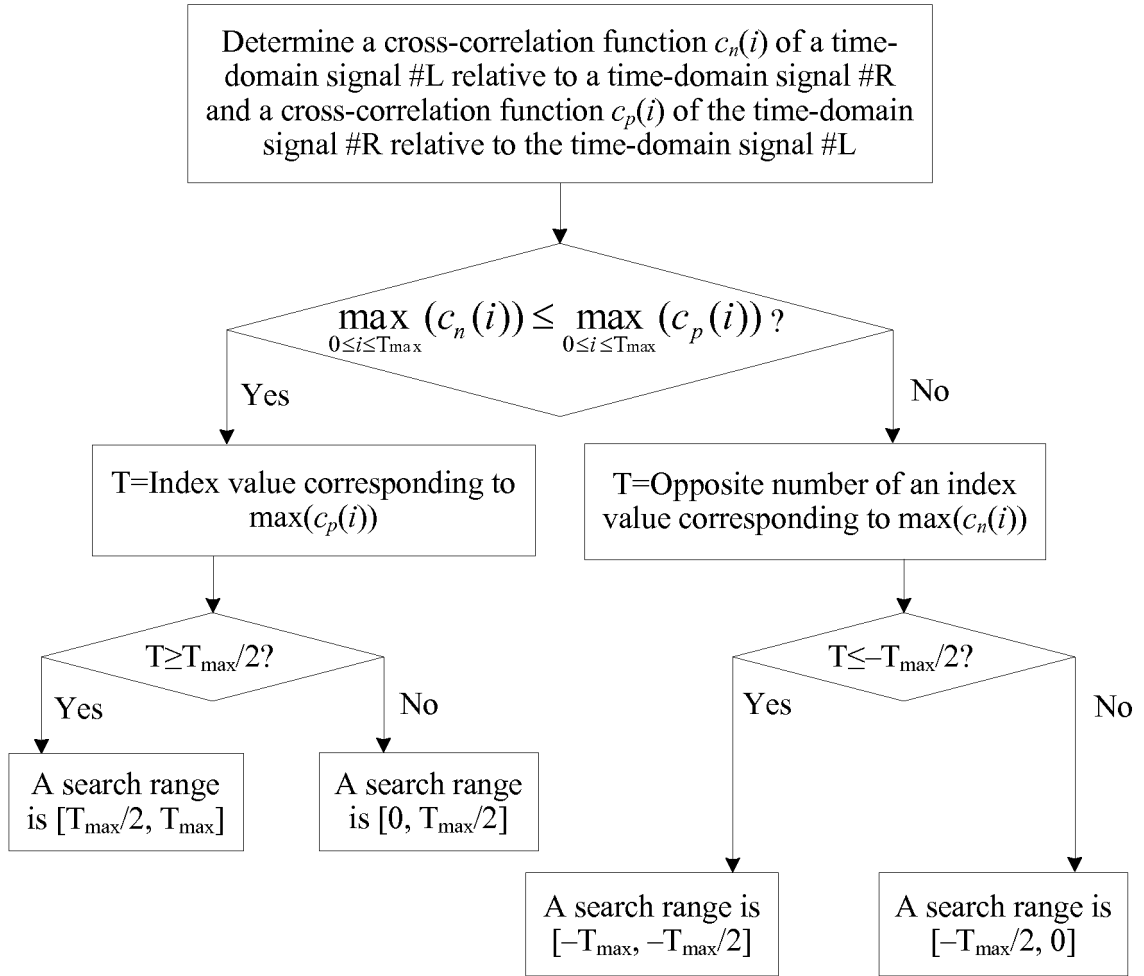 Determine a cross-correlation function cₙ(i) of a time-
domain signal #L relative to a time-domain signal #R
and a cross-correlation function cₚ(i) of the time-domain
signal #R relative to the time-domain signal #L
max (cₙ(i)) ≤ max (cₚ(i)) ?
0≤i≤Tmax 0≤i≤Tmax
Yes
No
T=Index value corresponding to
max(cₚ(i))
T=Opposite number of an index
value corresponding to max(cₙ(i))
T≥Tmax/2?
T≤–Tmax/2?
Yes
No
Yes
No
A search range
is [Tmax/2, Tmax]
A search range
is [0, Tmax/2]
A search range is
[–Tmax, –Tmax/2]
A search range is
[–Tmax/2, 0]